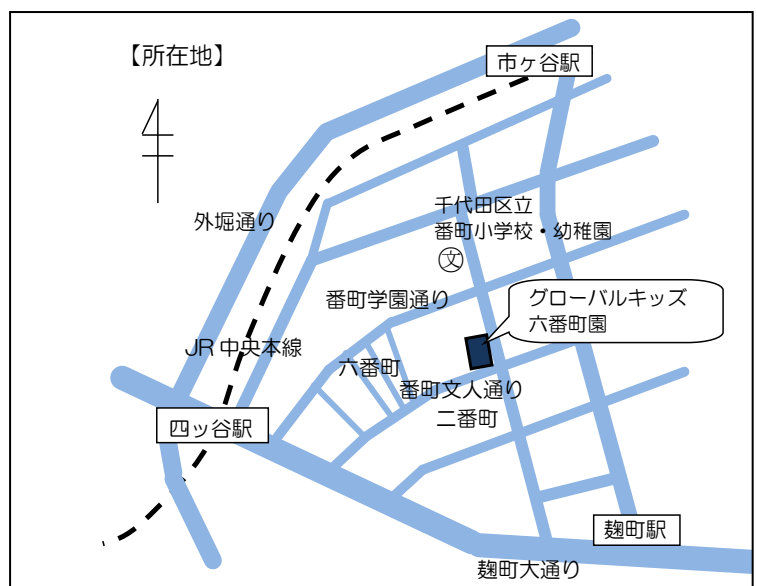 【所在地】
市ヶ谷駅
千代田区立
番町小学校・幼稚園
文
外堀通り
グローバルキッズ
六番町園
番町学園通り
JR中央本線
六番町
番町文人通り
二番町
四ッ谷駅
麹町駅
麹町大通り